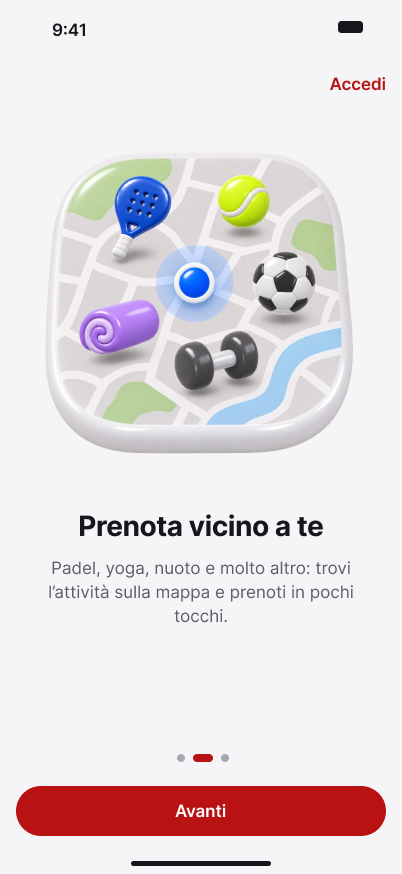 9:41
Accedi
Prenota vicino a te
Padel, yoga, nuoto e molto altro: trovi
l’attività sulla mappa e prenoti in pochi
tocchi.
Avanti